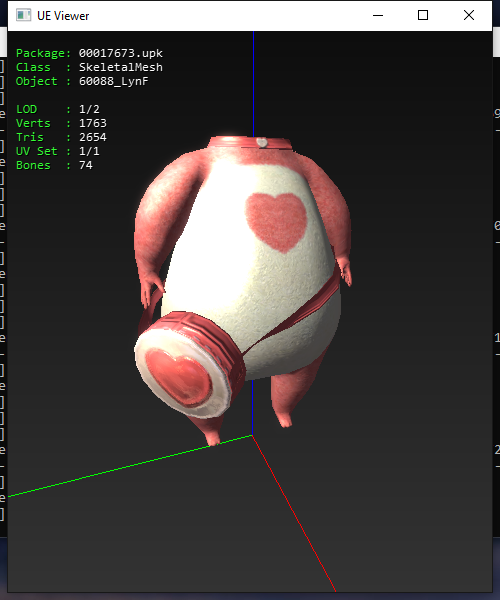 UE Viewer
Package: 00017673.upk
Class : SkeletalMesh
Object : 60088_LynF
LOD : 1/2
Verts : 1763
Tris : 2654
UV Set : 1/1
Bones : 74